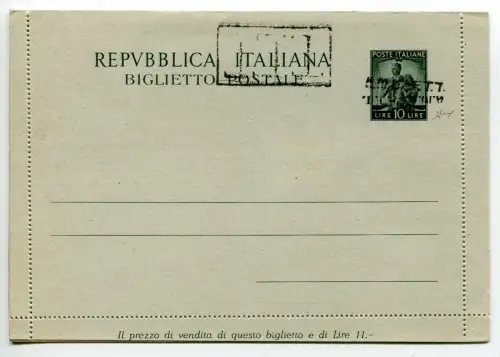 POSTE ITALIANE
REPVBBLICA ITALIANA
BIGLIETTO POSTALE
LIRE 10 LIRE
Il prezzo di vendita di questo biglietto e di Lire 11.-